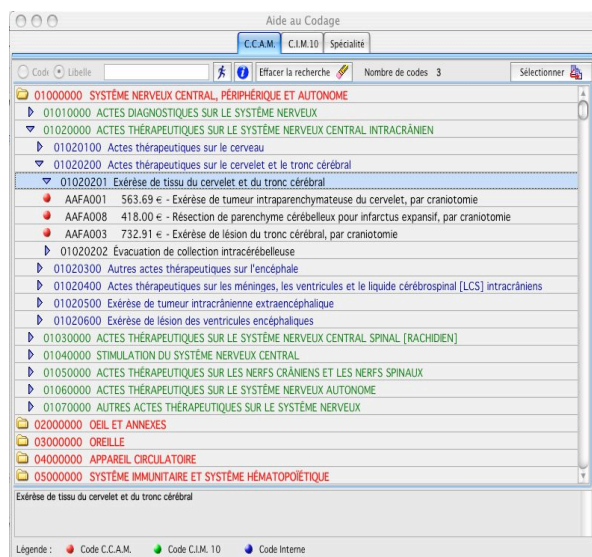 Aide au Codage
C.C.A.M. C.I.M.10 Spécialité
Code Libelle Effacer la recherche Nombre de codes 3 Sélectionner
01000000 SYSTÊME NERVEUX CENTRAL, PÉRIPHÉRIQUE ET AUTONOME
01010000 ACTES DIAGNOSTIQUES SUR LE SYSTÊME NERVEUX
01020000 ACTES THÉRAPEUTIQUES SUR LE SYSTÊME NERVEUX CENTRAL INTRACRÂNIEN
01020100 Actes thérapeutiques sur le cerveau
01020200 Actes thérapeutiques sur le cervelet et le tronc cérébral
01020201 Exérèse de tissu du cervelet et du tronc cérébral
AAFA001 563.69 € - Exérèse de tumeur intraparenchymateuse du cervelet, par craniotomie
AAFA008 418.00 € - Résection de parenchyme cérébelleux pour infarctus expansif, par craniotomie
AAFA003 732.91 € - Exérèse de lésion du tronc cérébral, par craniotomie
01020202 Évacuation de collection intracérébelleuse
01020300 Autres actes thérapeutiques sur l'encéphale
01020400 Actes thérapeutiques sur les méninges, les ventricules et le liquide cérébrospinal [LCS] intracrâniens
01020500 Exérèse de tumeur intracrânienne extraencéphalique
01020600 Exérèse de lésion des ventricules encéphaliques
01030000 ACTES THÉRAPEUTIQUES SUR LE SYSTÊME NERVEUX CENTRAL SPINAL [RACHIDIEN]
01040000 STIMULATION DU SYSTÊME NERVEUX CENTRAL
01050000 ACTES THÉRAPEUTIQUES SUR LES NERFS CRÂNIENS ET LES NERFS SPINAUX
01060000 ACTES THÉRAPEUTIQUES SUR LE SYSTÊME NERVEUX AUTONOME
01070000 AUTRES ACTES THÉRAPEUTIQUES SUR LE SYSTÊME NERVEUX
02000000 OEIL ET ANNEXES
03000000 OREILLE
04000000 APPAREIL CIRCULATOIRE
05000000 SYSTÊME IMMUNITAIRE ET SYSTÊME HÉMATOPOÏÉTIQUE
Exérèse de tissu du cervelet et du tronc cérébral
Légende : Code C.C.A.M. Code C.I.M. 10 Code Interne